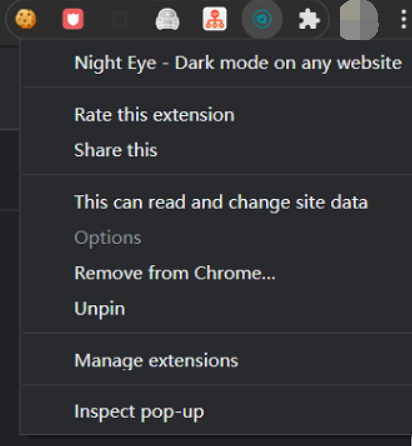 Night Eye - Dark mode on any website
Rate this extension
Share this
This can read and change site data
Options
Remove from Chrome...
Unpin
Manage extensions
Inspect pop-up